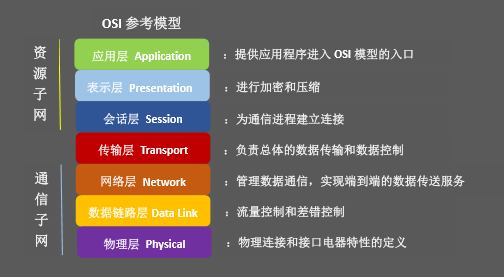 OSI 参考模型
资源子网
应用层 Application ：提供应用程序进入 OSI 模型的入口
表示层 Presentation ：进行加密和压缩
会话层 Session ：为通信进程建立连接
传输层 Transport ：负责总体的数据传输和数据控制
通信子网
网络层 Network ：管理数据通信，实现端到端的数据传送服务
数据链路层 Data Link ：流量控制和差错控制
物理层 Physical ：物理连接和接口电器特性的定义